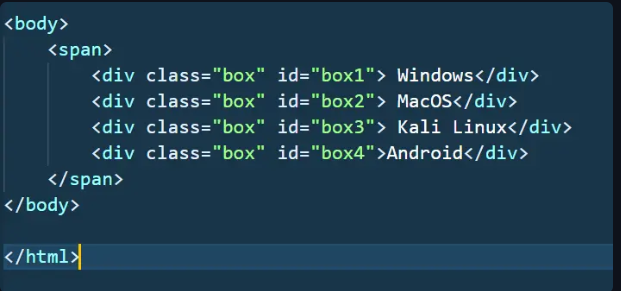 <body>
<span>
<div class="box" id="box1"> Windows</div>
<div class="box" id="box2"> MacOS</div>
<div class="box" id="box3"> Kali Linux</div>
<div class="box" id="box4">Android</div>
</span>
</body>
</html>